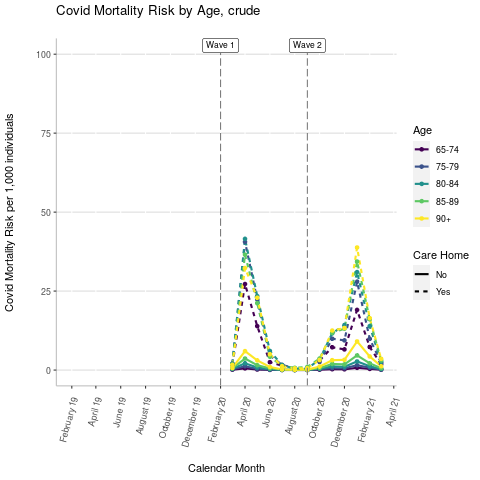 Covid Mortality Risk by Age, crude
Covid Mortality Risk per 1,000 individuals
100
75
50
25
0
Wave 1
Wave 2
February 19
April 19
June 19
August 19
October 19
December 19
February 20
April 20
June 20
August 20
October 20
December 20
February 21
April 21
Calendar Month
Age
65-74
75-79
80-84
85-89
90+
Care Home
No
Yes